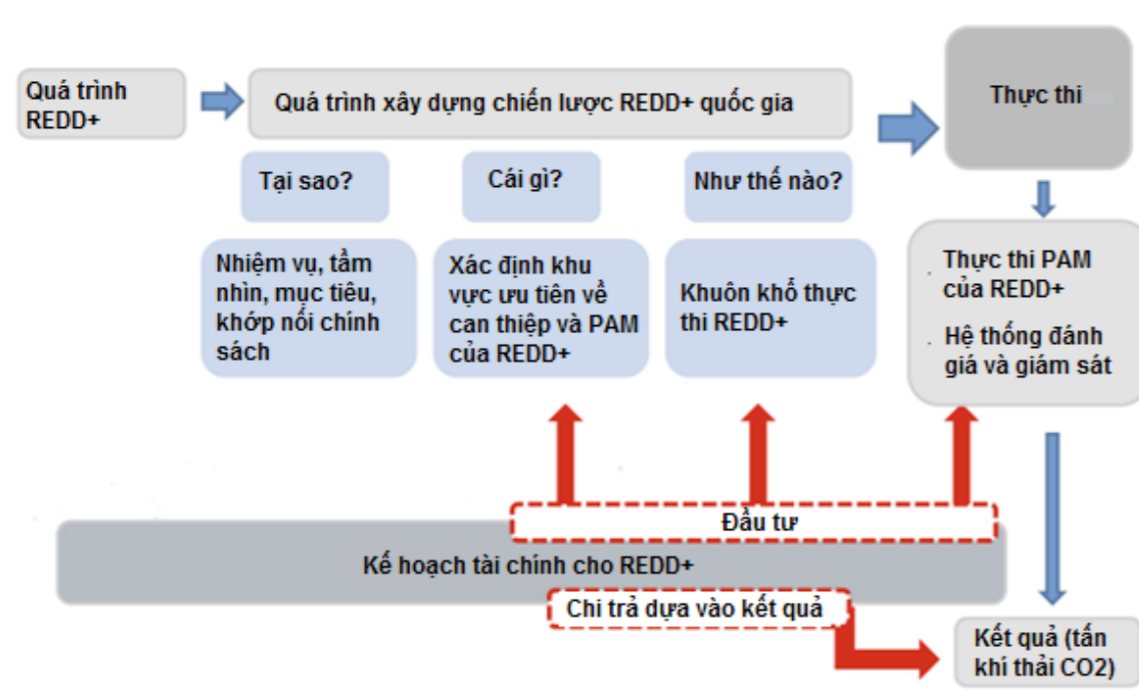 Quá trình
REDD+
Quá trình xây dựng chiến lược REDD+ quốc gia
Thực thi
Tại sao?
Cái gì?
Như thế nào?
Nhiệm vụ, tầm
nhìn, mục tiêu,
khớp nối chính
sách
Xác định khu
vực ưu tiên về
can thiệp và PAM
của REDD+
Khuôn khổ thực
thi REDD+
Thực thi PAM
của REDD+
Hệ thống đánh
giá và giám sát
Đầu tư
Kế hoạch tài chính cho REDD+
Chi trả dựa vào kết quả
Kết quả (tấn
khí thải CO2)